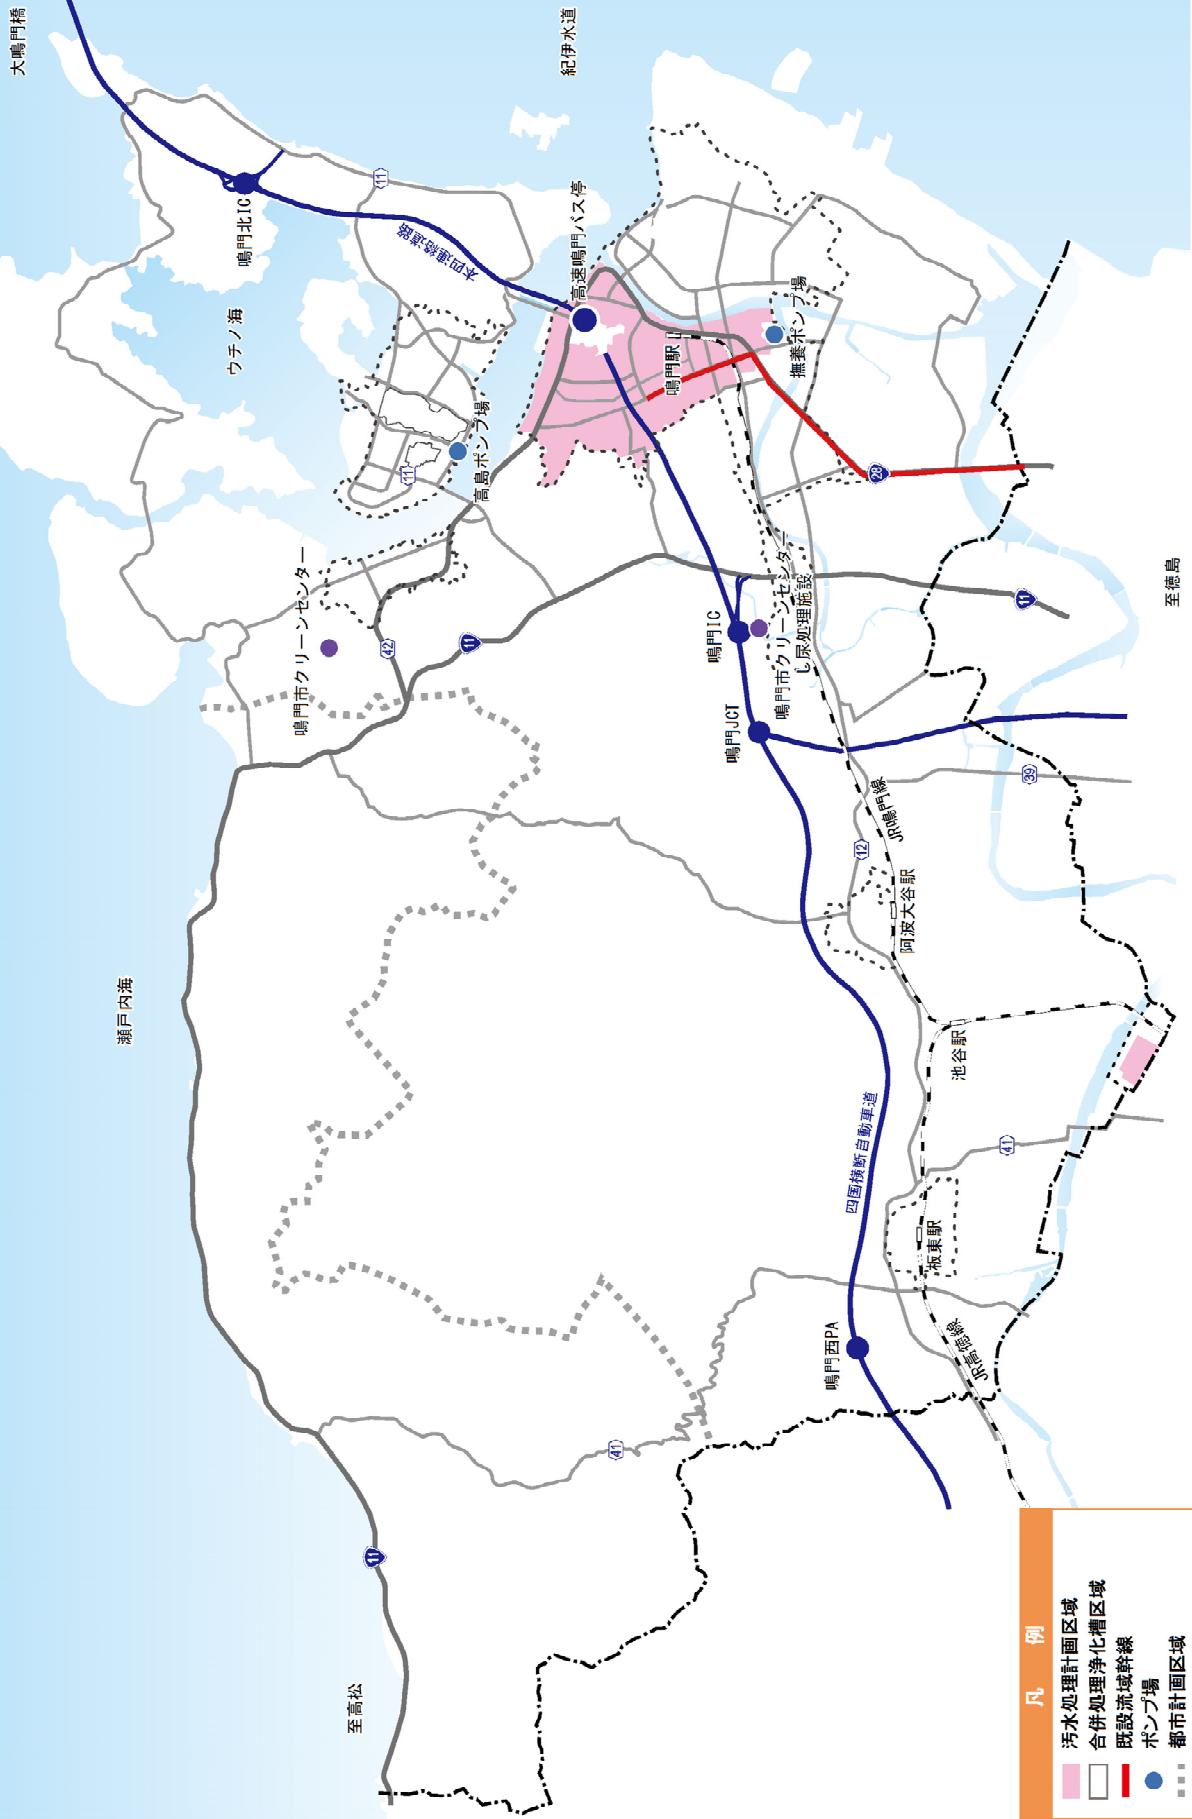 大鳴門橋
紀伊水道
鳴門北IC
11
本四連絡道路
高速鳴門バス停
ウチノ海
撫養ポンプ場
鳴門駅
高島ポンプ場
11
28
鳴門市クリーンセンター
42
11
鳴門IC
鳴門市クリーンセンター
し尿処理施設
11
至徳島
鳴門JCT
39
JR鳴門線
12
阿波大谷駅
瀬戸内海
池谷駅
四国横断自動車道
41
板東駅
鳴門西PA
JR高徳線
41
11
至高松
凡 例
汚水処理計画区域
合併処理浄化槽区域
既設流域幹線
ポンプ場
都市計画区域